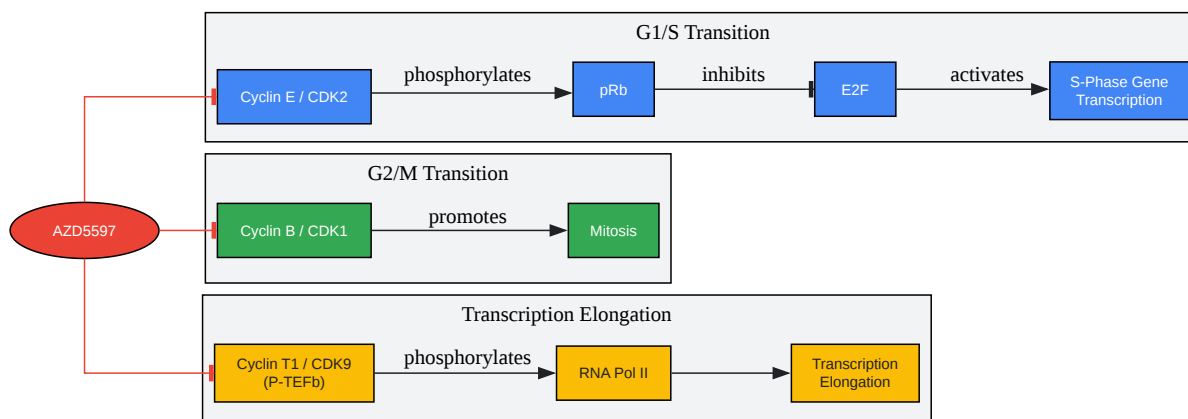 G1/S Transition
Cyclin E / CDK2
phosphorylates
pRb
inhibits
E2F
activates
S-Phase Gene
Transcription
G2/M Transition
AZD5597
Cyclin B / CDK1
promotes
Mitosis
Transcription Elongation
Cyclin T1 / CDK9
(P-TEFb)
phosphorylates
RNA Pol II
Transcription
Elongation